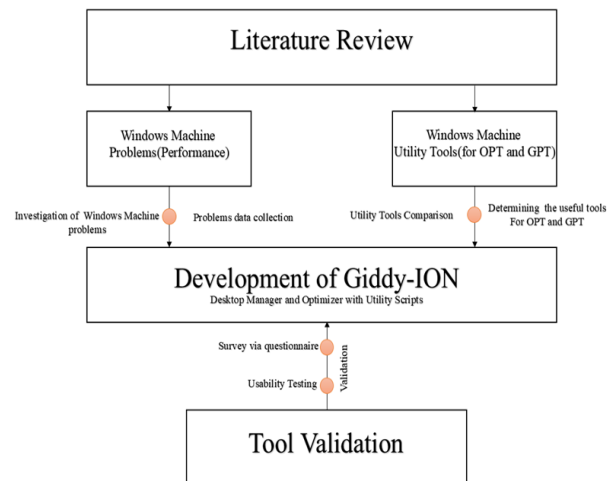 Literature Review
Windows Machine
Problems(Performance)
Windows Machine
Utility Tools(for OPT and GPT)
Investigation of Windows Machine
problems
Problems data collection
Utility Tools Comparison
Determining the useful tools
For OPT and GPT
Development of Giddy-ION
Desktop Manager and Optimizer with Utility Scripts
Survey via questionnaire
Usability Testing
Validation
Tool Validation